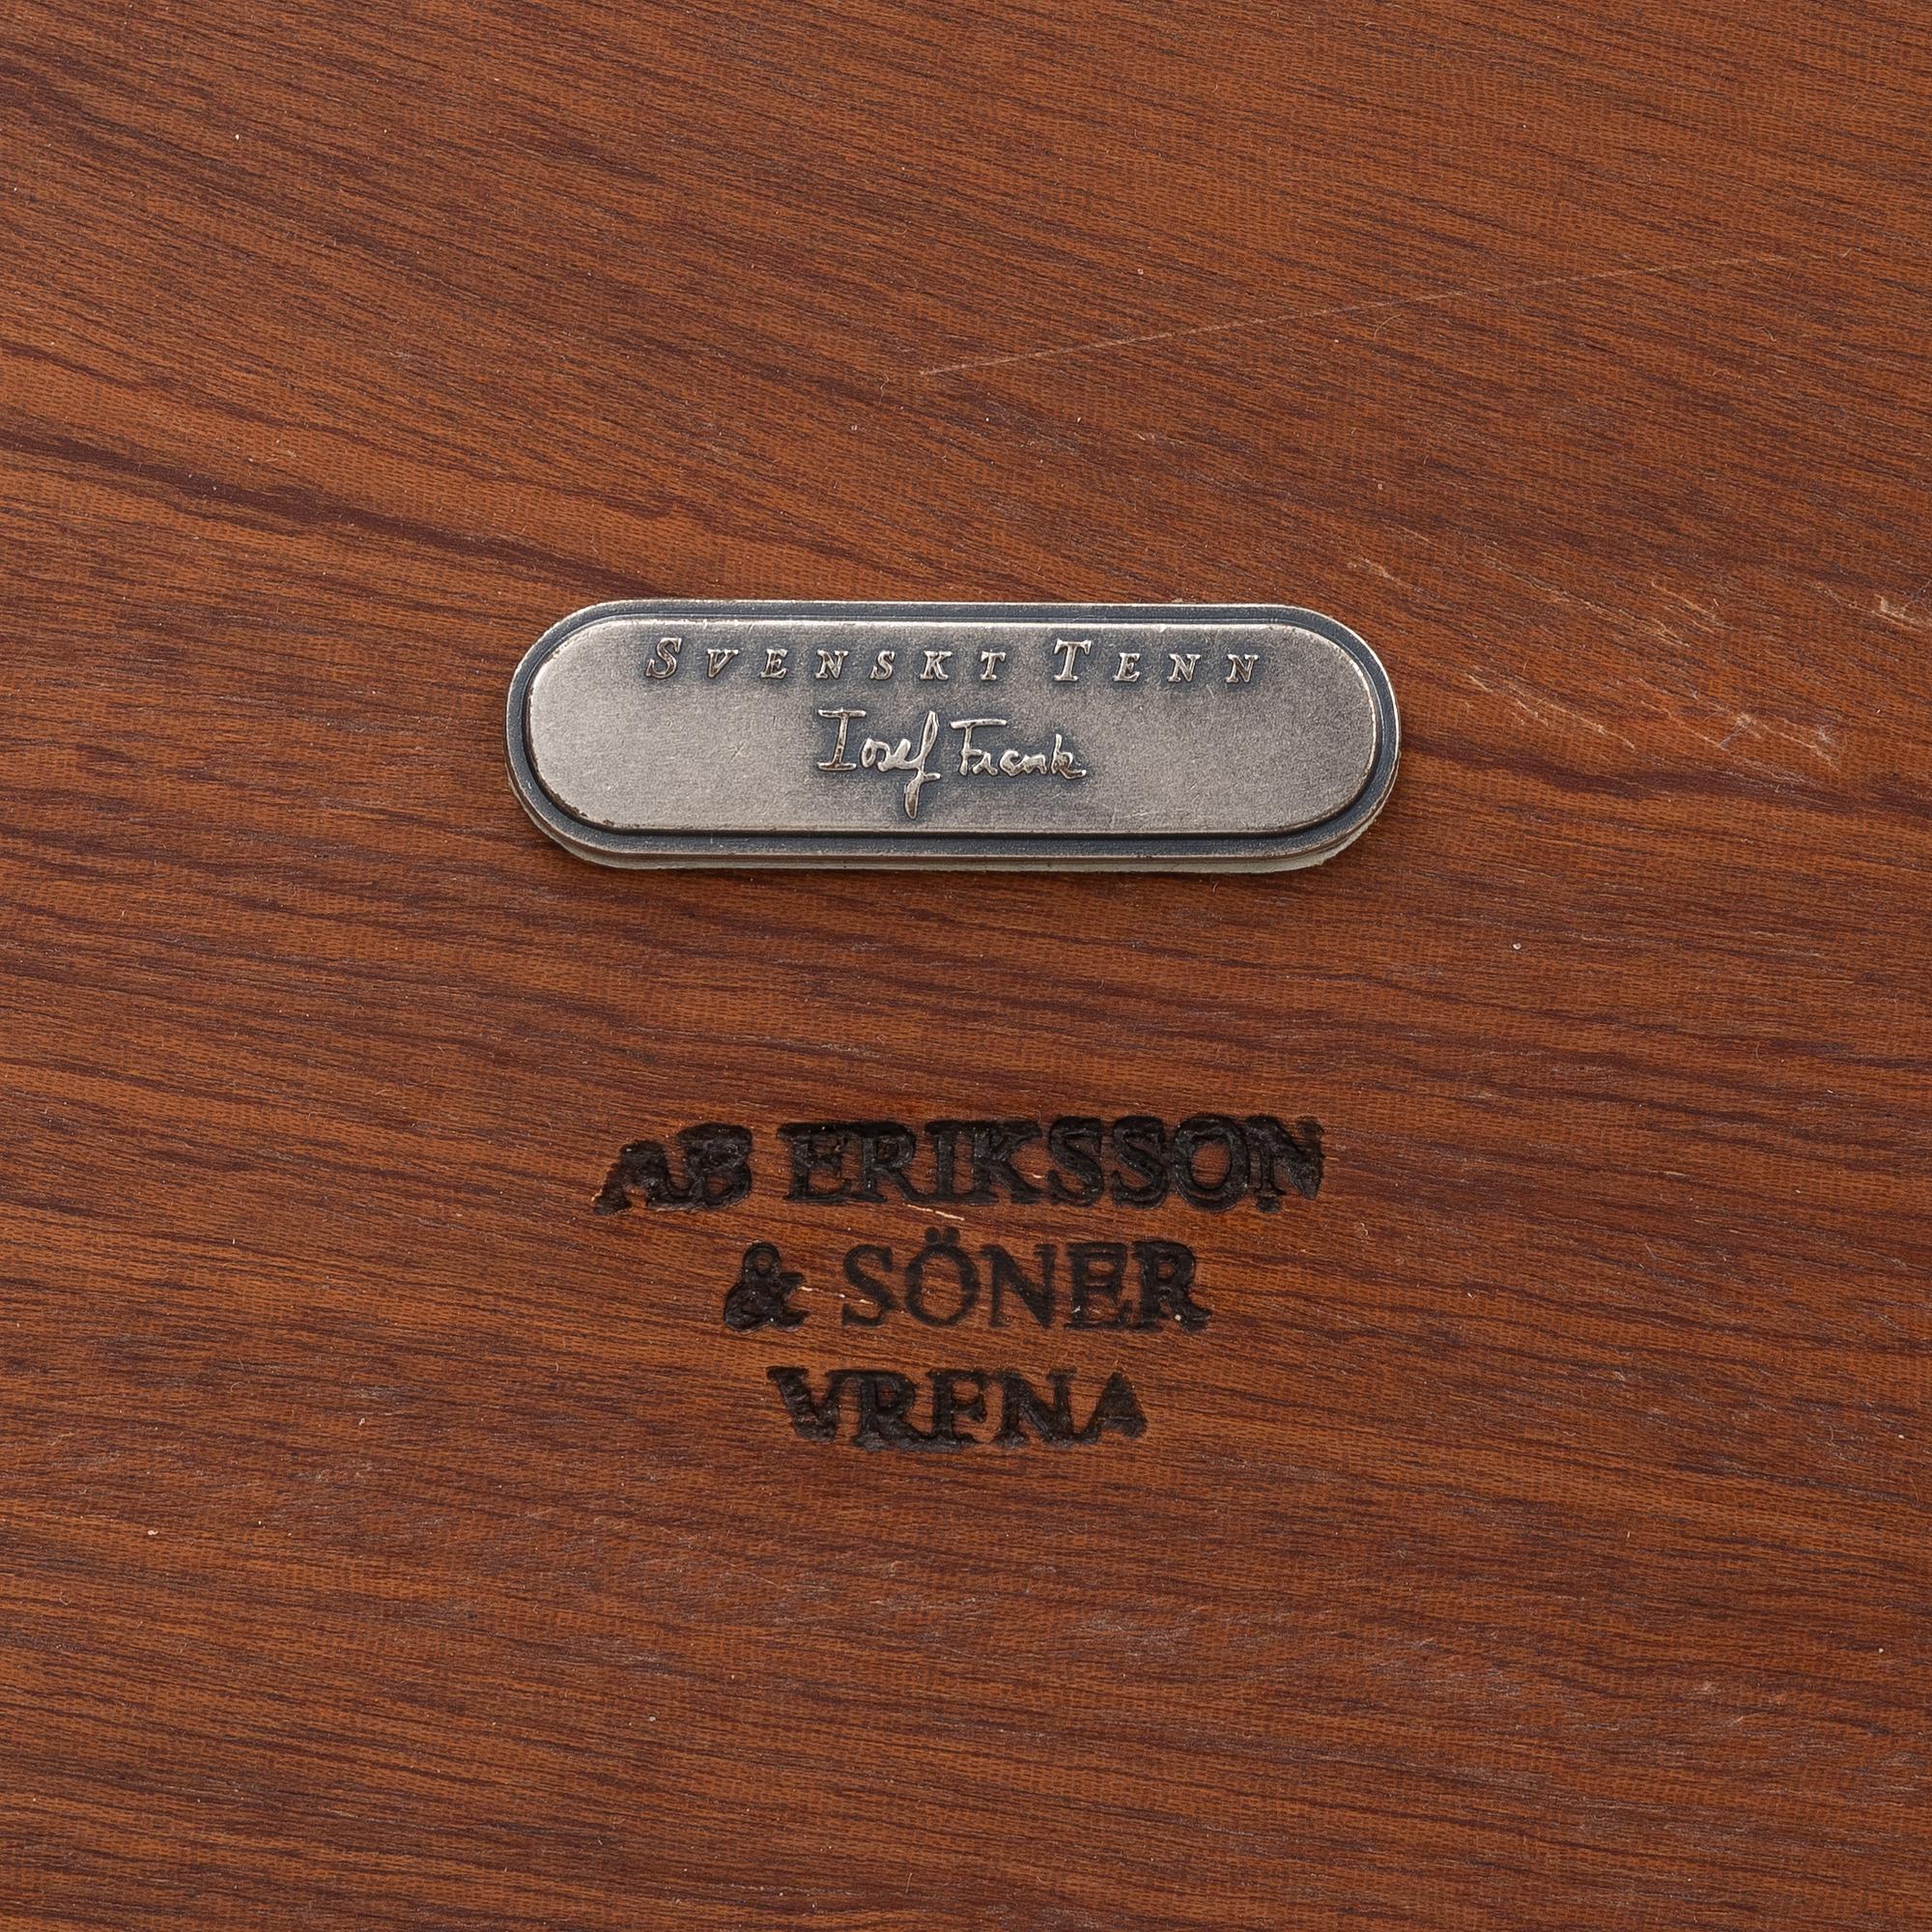 SVENSKT TENN
Josef Frank
AB ERIKSSON
& SÖNER
VRENA